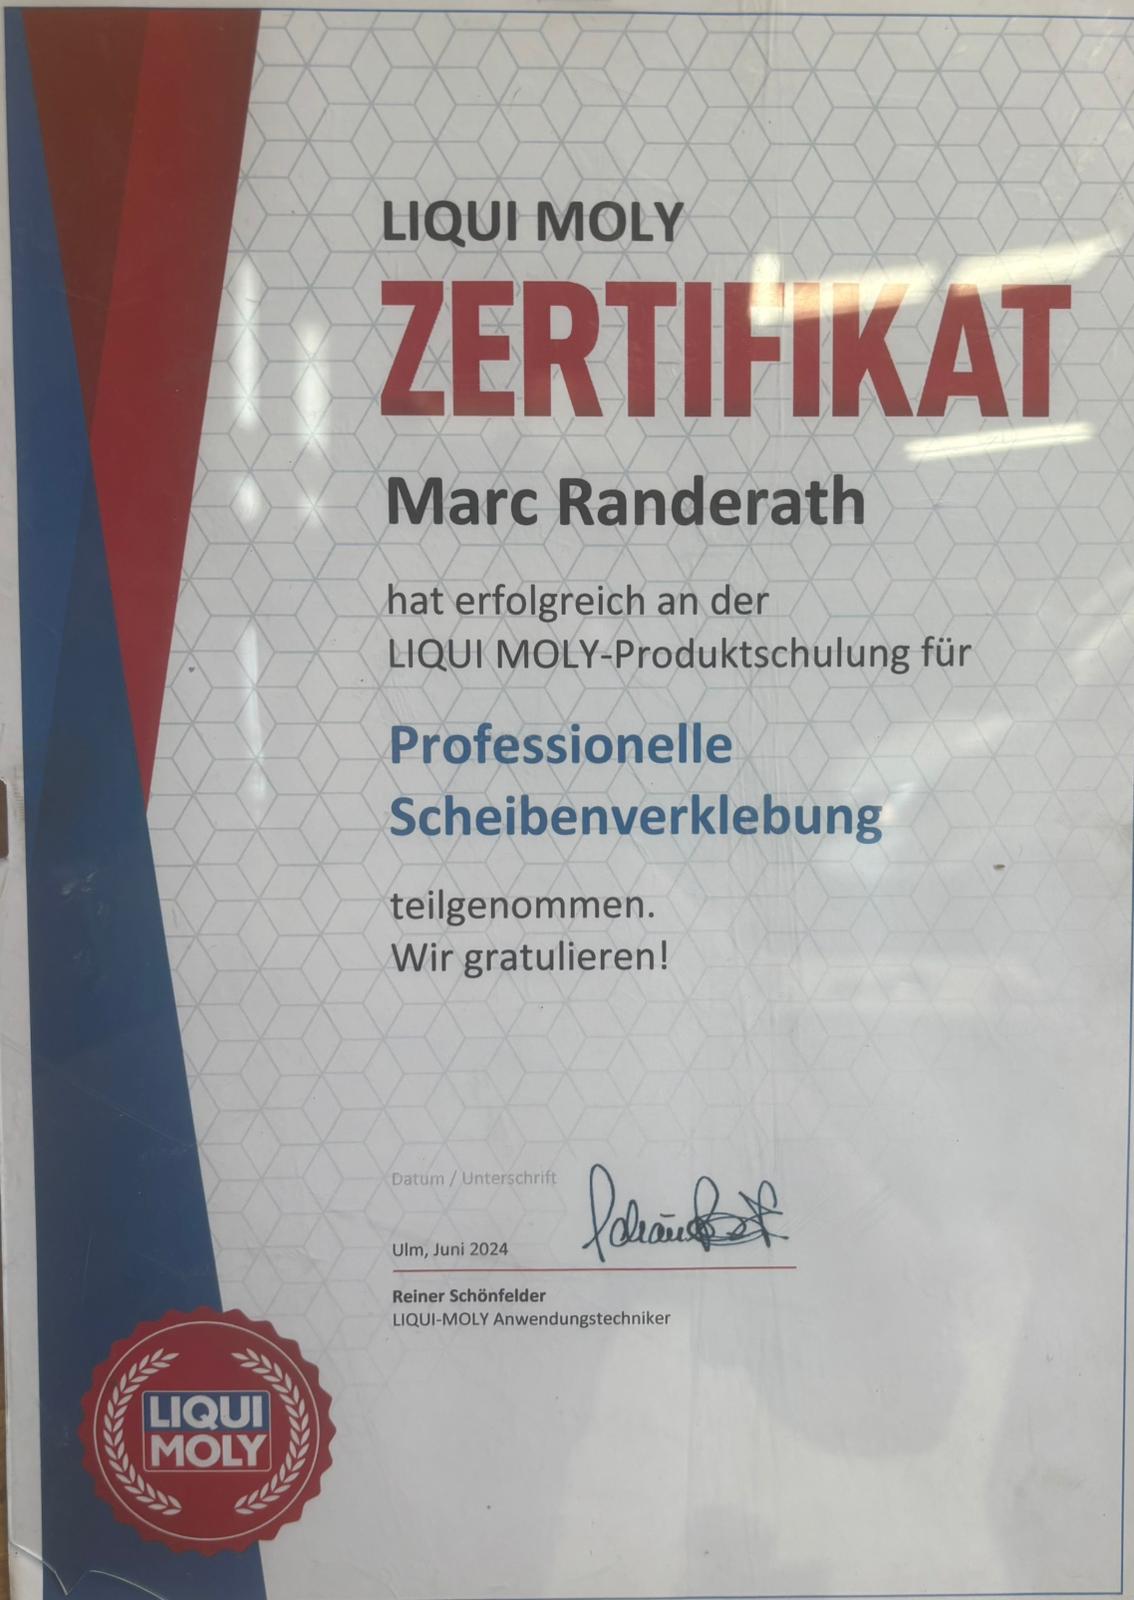 LIQUI MOLY
ZERTIFIKAT
Marc Randerath
hat erfolgreich an der
LIQUI MOLY-Produktschulung für
Professionelle
Scheibenverklebung
teilgenommen.
Wir gratulieren!
Datum / Unterschrift
Ulm, Juni 2024
Reiner Schönfelder
LIQUI-MOLY Anwendungstechniker
LIQUI
MOLY